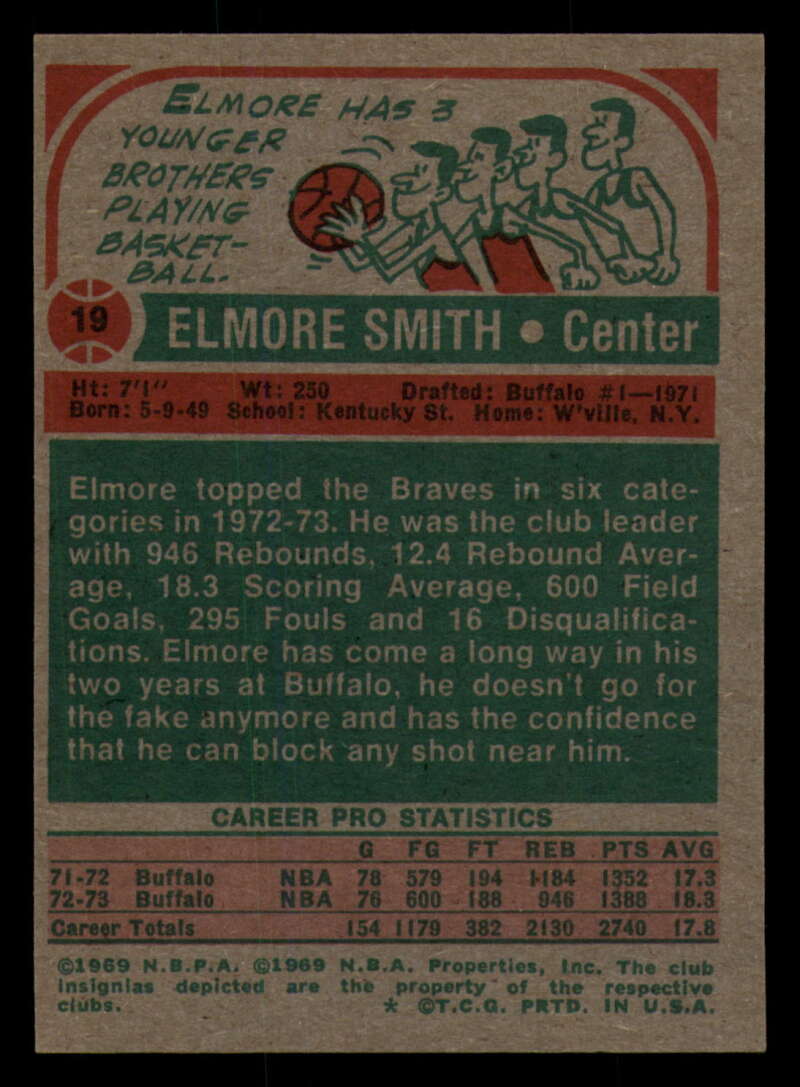 ELMORE HAS 3
YOUNGER
BROTHERS
PLAYING
BASKET-
BALL.
19
ELMORE SMITH • Center
Ht: 7'1" Wt: 250 Drafted: Buffalo #1—1971
Born: 5-9-49 School: Kentucky St. Home: W'ville, N.Y.
Elmore topped the Braves in six cate-
gories in 1972-73. He was the club leader
with 946 Rebounds, 12.4 Rebound Aver-
age, 18.3 Scoring Average, 600 Field
Goals, 295 Fouls and 16 Disqualifica-
tions. Elmore has come a long way in his
two years at Buffalo, he doesn't go for
the fake anymore and has the confidence
that he can block any shot near him.
CAREER PRO STATISTICS
G FG FT REB PTS AVG
71-72 Buffalo NBA 78 579 194 1184 1352 17.3
72-73 Buffalo NBA 76 600 188 946 1388 18.3
Career Totals 154 1179 382 2130 2740 17.8
©1969 N.B.P.A. ©1969 N.B.A. Properties, Inc. The club
insignias depicted are the property of the respective
clubs. * ©T.C.G. PRTD. IN U.S.A.